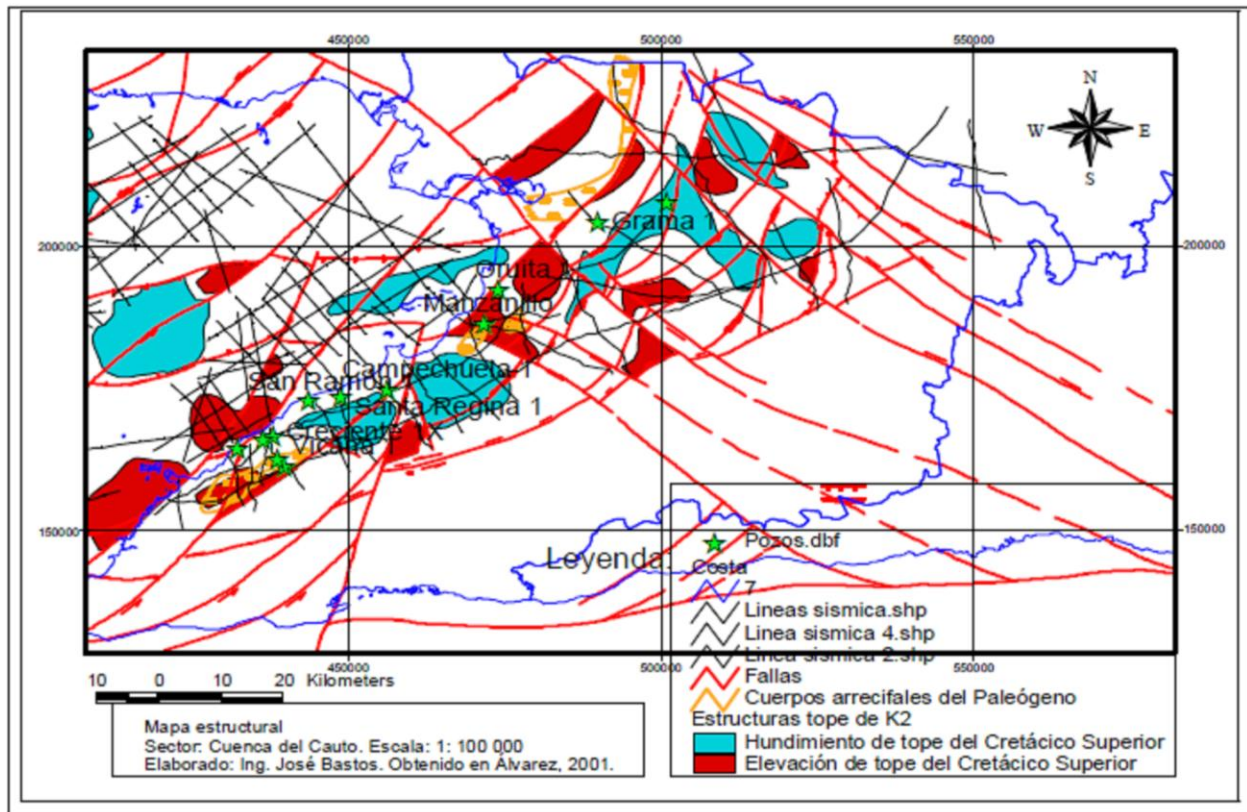 450000 500000 550000
N
W E
S
Grama 1
200000 200000
Manzanillo
Campechuela 1
San Ramón
Santa Regina 1
Creciente 1
150000 150000
Pozos.dbf
Leyenda.
Costa
7
Lineas sismica.shp
Linea sismica 4.shp
Linea sismica 2.shp
450000 500000 550000
Fallas
10 0 10 20 Kilometers
Cuerpos arrecifales del Paleógeno
Estructuras tope de K2
Hundimiento de tope del Cretácico Superior
Elevación de tope del Cretácico Superior
Mapa estructural
Sector: Cuenca del Cauto. Escala: 1: 100 000
Elaborado: Ing. José Bastos. Obtenido en Álvarez, 2001.